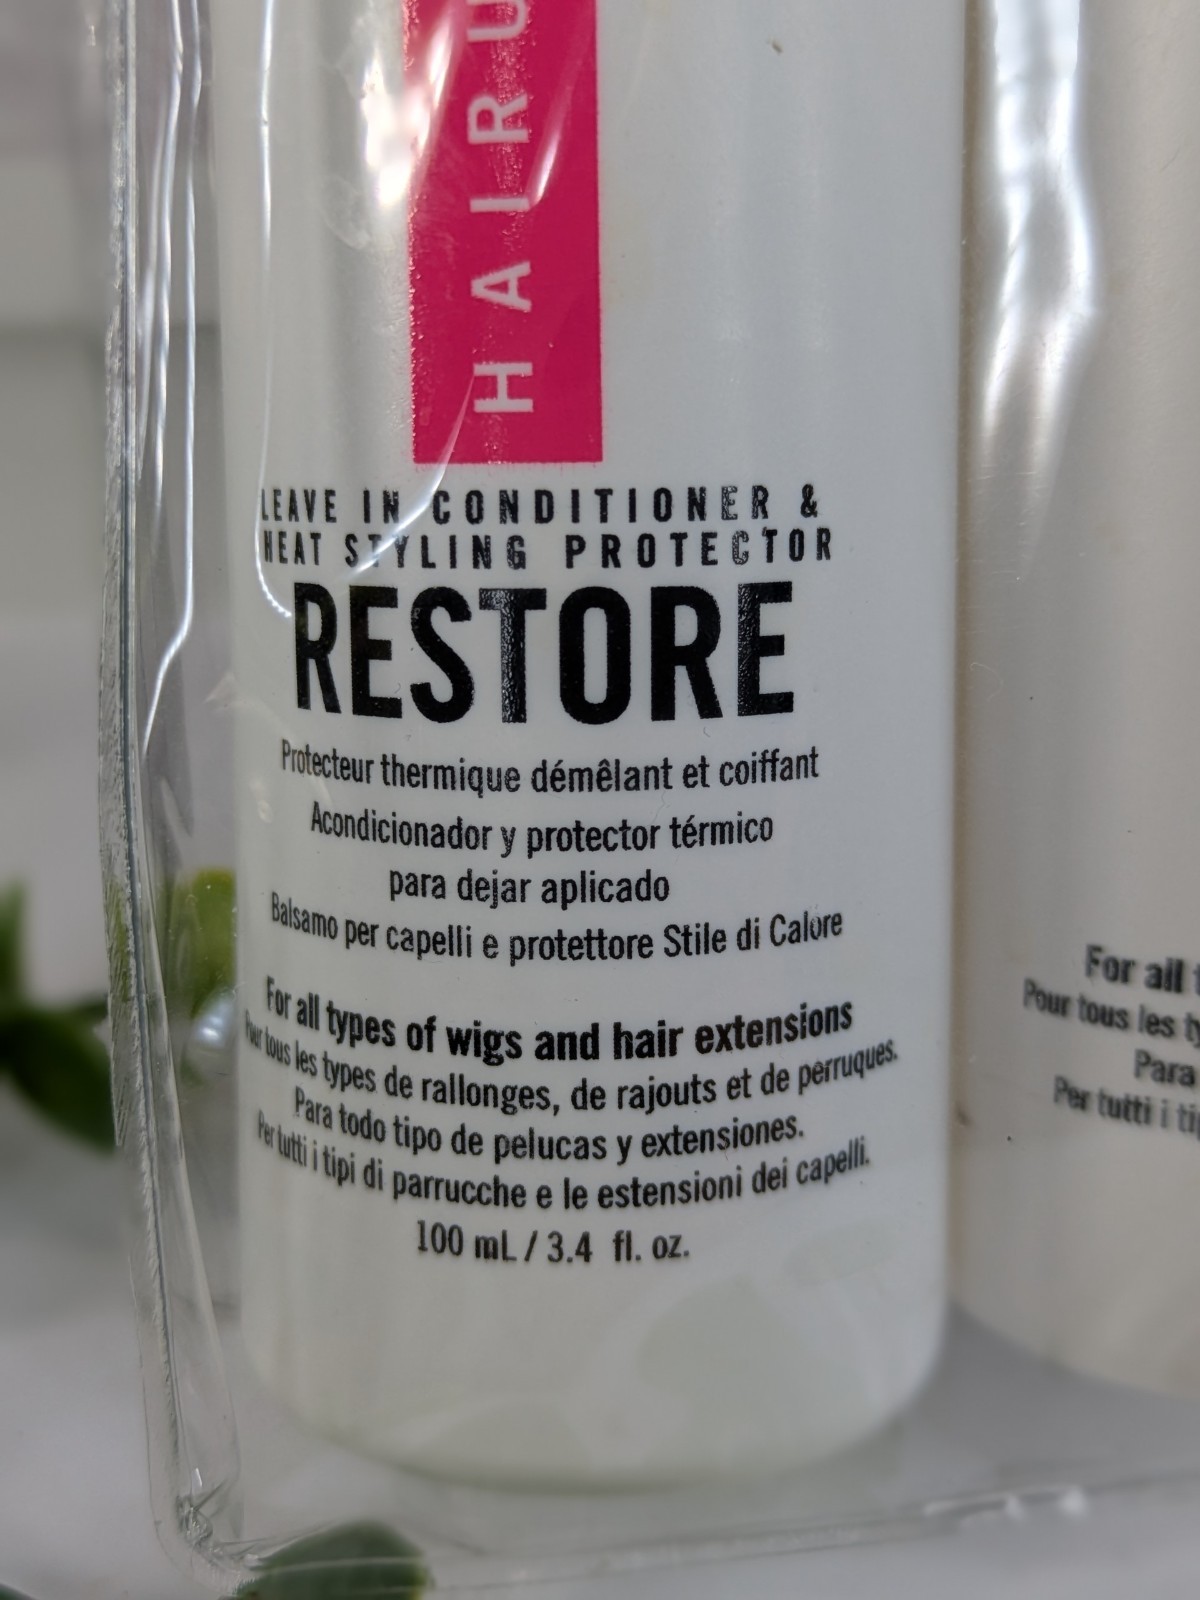 HAIRU
LEAVE IN CONDITIONER &
HEAT STYLING PROTECTOR
RESTORE
Protecteur thermique démêlant et coiffant
Acondicionador y protector térmico
para dejar aplicado
Balsamo per capelli e protettore Stile di Calore
For all types of wigs and hair extensions
Pour tous les types de rallonges, de rajouts et de perruques.
Para todo tipo de pelucas y extensiones.
Per tutti i tipi di parrucche e le estensioni dei capelli.
100 mL / 3.4 fl. oz.
For all
Pour tous les
Para
Per tutti i